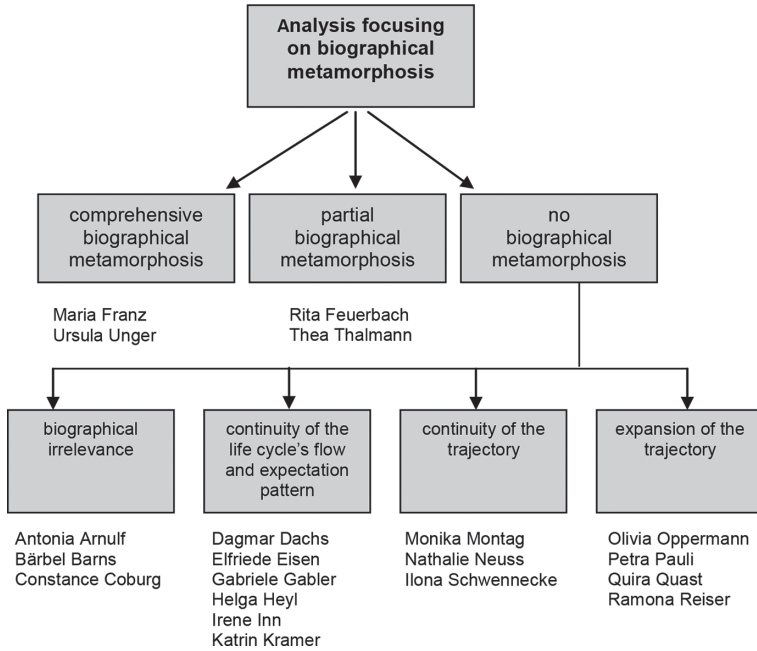 Analysis focusing
on biographical
metamorphosis
comprehensive
biographical
metamorphosis
partial
biographical
metamorphosis
no
biographical
metamorphosis
Maria Franz
Ursula Unger
Rita Feuerbach
Thea Thalmann
biographical
irrelevance
continuity of the
life cycle’s flow
and expectation
pattern
continuity of the
trajectory
expansion of the
trajectory
Antonia Arnulf
Bärbel Barns
Constance Coburg
Dagmar Dachs
Elfriede Eisen
Gabriele Gabler
Helga Heyl
Irene Inn
Katrin Kramer
Monika Montag
Nathalie Neuss
Ilona Schwennecke
Olivia Oppermann
Petra Pauli
Quira Quast
Ramona Reiser